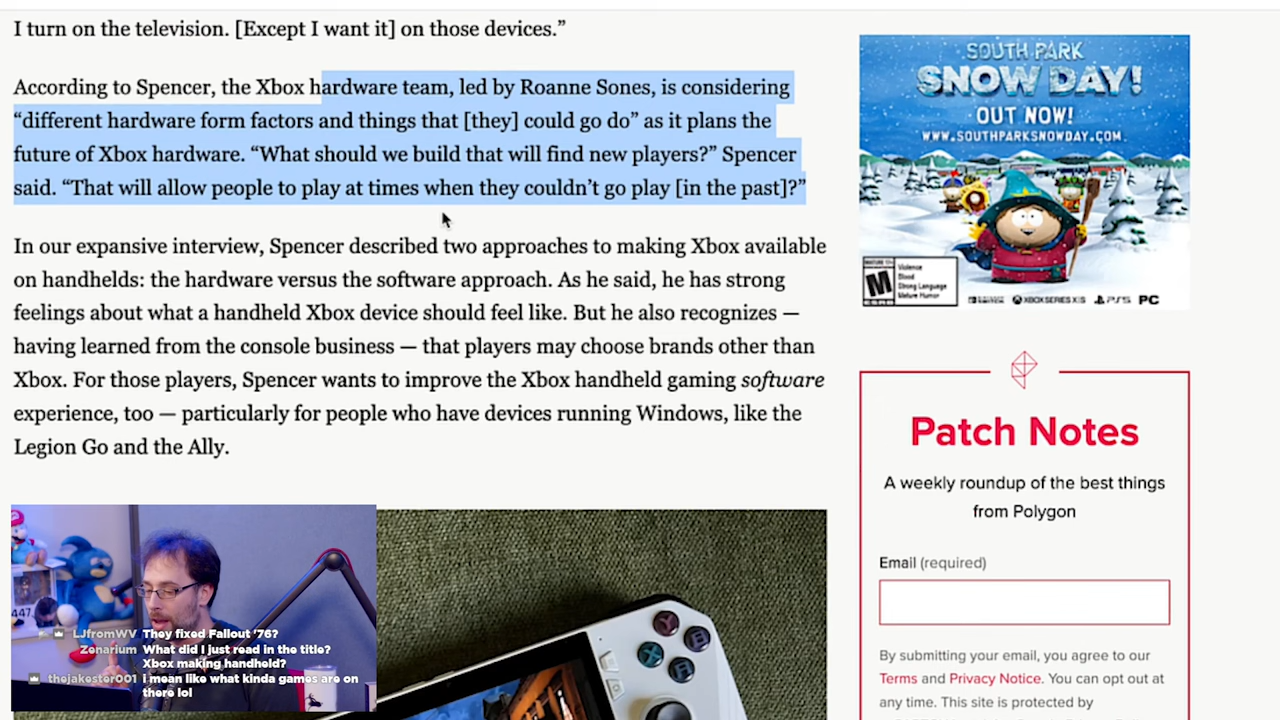 I turn on the television. [Except I want it] on those devices.”
According to Spencer, the Xbox hardware team, led by Roanne Sones, is considering
“different hardware form factors and things that [they] could go do” as it plans the
future of Xbox hardware. “What should we build that will find new players?” Spencer
said. “That will allow people to play at times when they couldn’t go play [in the past]?”
In our expansive interview, Spencer described two approaches to making Xbox available
on handhelds: the hardware versus the software approach. As he said, he has strong
feelings about what a handheld Xbox device should feel like. But he also recognizes —
having learned from the console business — that players may choose brands other than
Xbox. For those players, Spencer wants to improve the Xbox handheld gaming software
experience, too — particularly for people who have devices running Windows, like the
Legion Go and the Ally.
SOUTH PARK
SNOW DAY!
OUT NOW!
WWW.SOUTHPARKSNOWDAY.COM
MATURE 17+
M
ESRB
Violence
Blood
Strong Language
Mature Humor
XBOX SERIES X|S
PS5
PC
Patch Notes
A weekly roundup of the best things
from Polygon
Email (required)
By submitting your email, you agree to our
Terms and Privacy Notice. You can opt out at
any time. This site is protected by
447
LJfromWV They fixed Fallout ‘76?
Zenarium What did I just read in the title?
Xbox making handheld?
thejakester001 i mean like what kinda games are on
there lol
Y
X
A
B